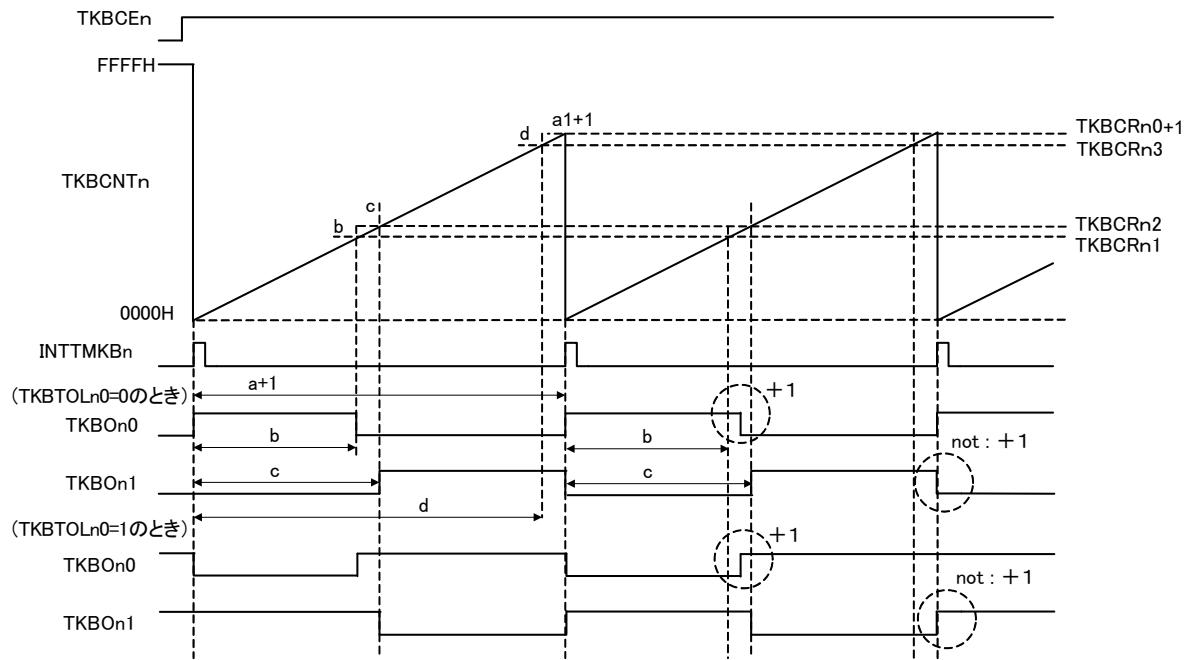 TKBCEn
FFFFH
a1+1
d
TKBCRn0+1
TKBCRn3
TKBCNTn
c
b
TKBCRn2
TKBCRn1
0000H
INTTMKBn
a+1
(TKBTOLn0=0のとき)
+1
TKBOn0
b
b
not : +1
c
c
TKBOn1
d
(TKBTOLn0=1のとき)
+1
TKBOn0
not : +1
TKBOn1